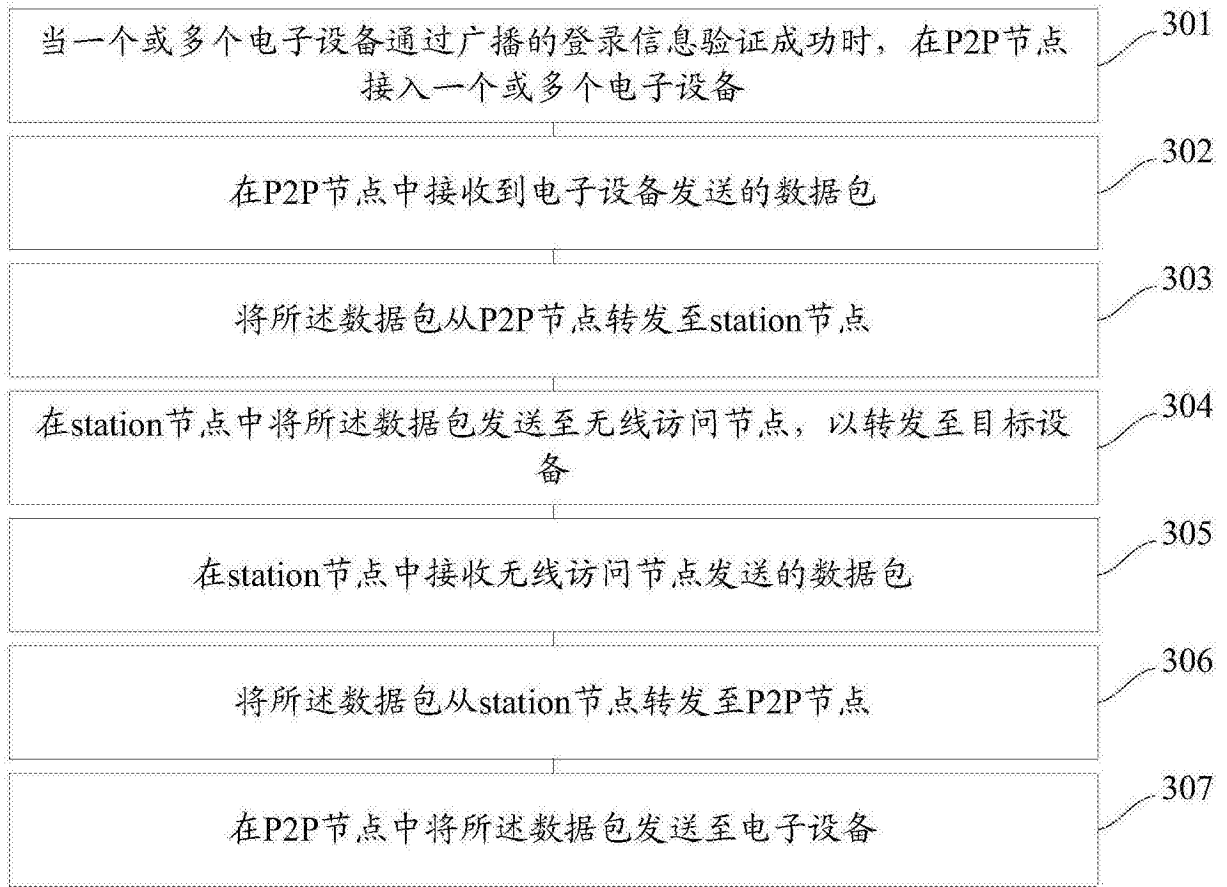 当一个或多个电子设备通过广播的登录信息验证成功时，在P2P节点
接入一个或多个电子设备
301
在P2P节点中接收到电子设备发送的数据包
302
将所述数据包从P2P节点转发至station节点
303
在station节点中将所述数据包发送至无线访问节点，以转发至目标设
备
304
在station节点中接收无线访问节点发送的数据包
305
将所述数据包从station节点转发至P2P节点
306
在P2P节点中将所述数据包发送至电子设备
307